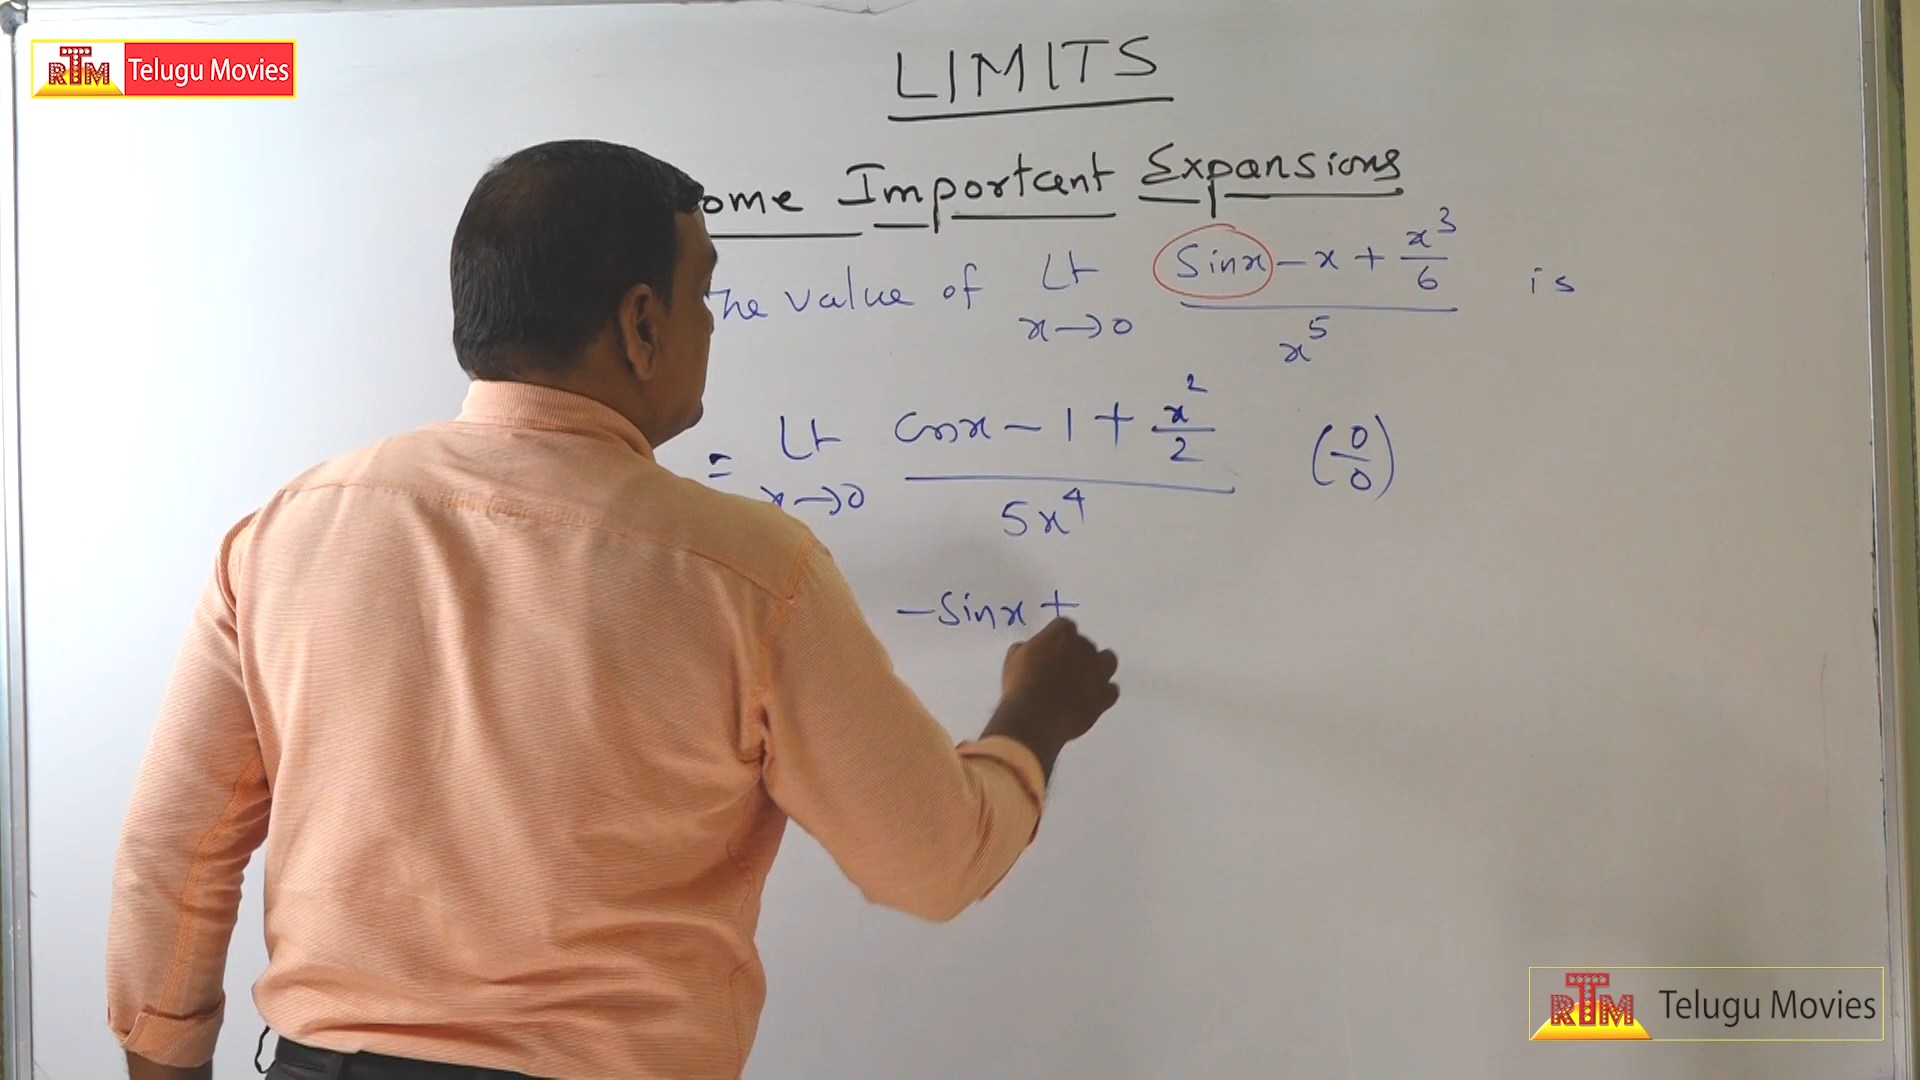 RTM Telugu Movies
LIMITS
ome Important Expansions
The value of Lt x→0 (Sinx - x + x³/6) / x⁵ is
= Lt x→0 (Cosx - 1 + x²/2) / 5x⁴ (0/0)
-Sinx +
RTM Telugu Movies